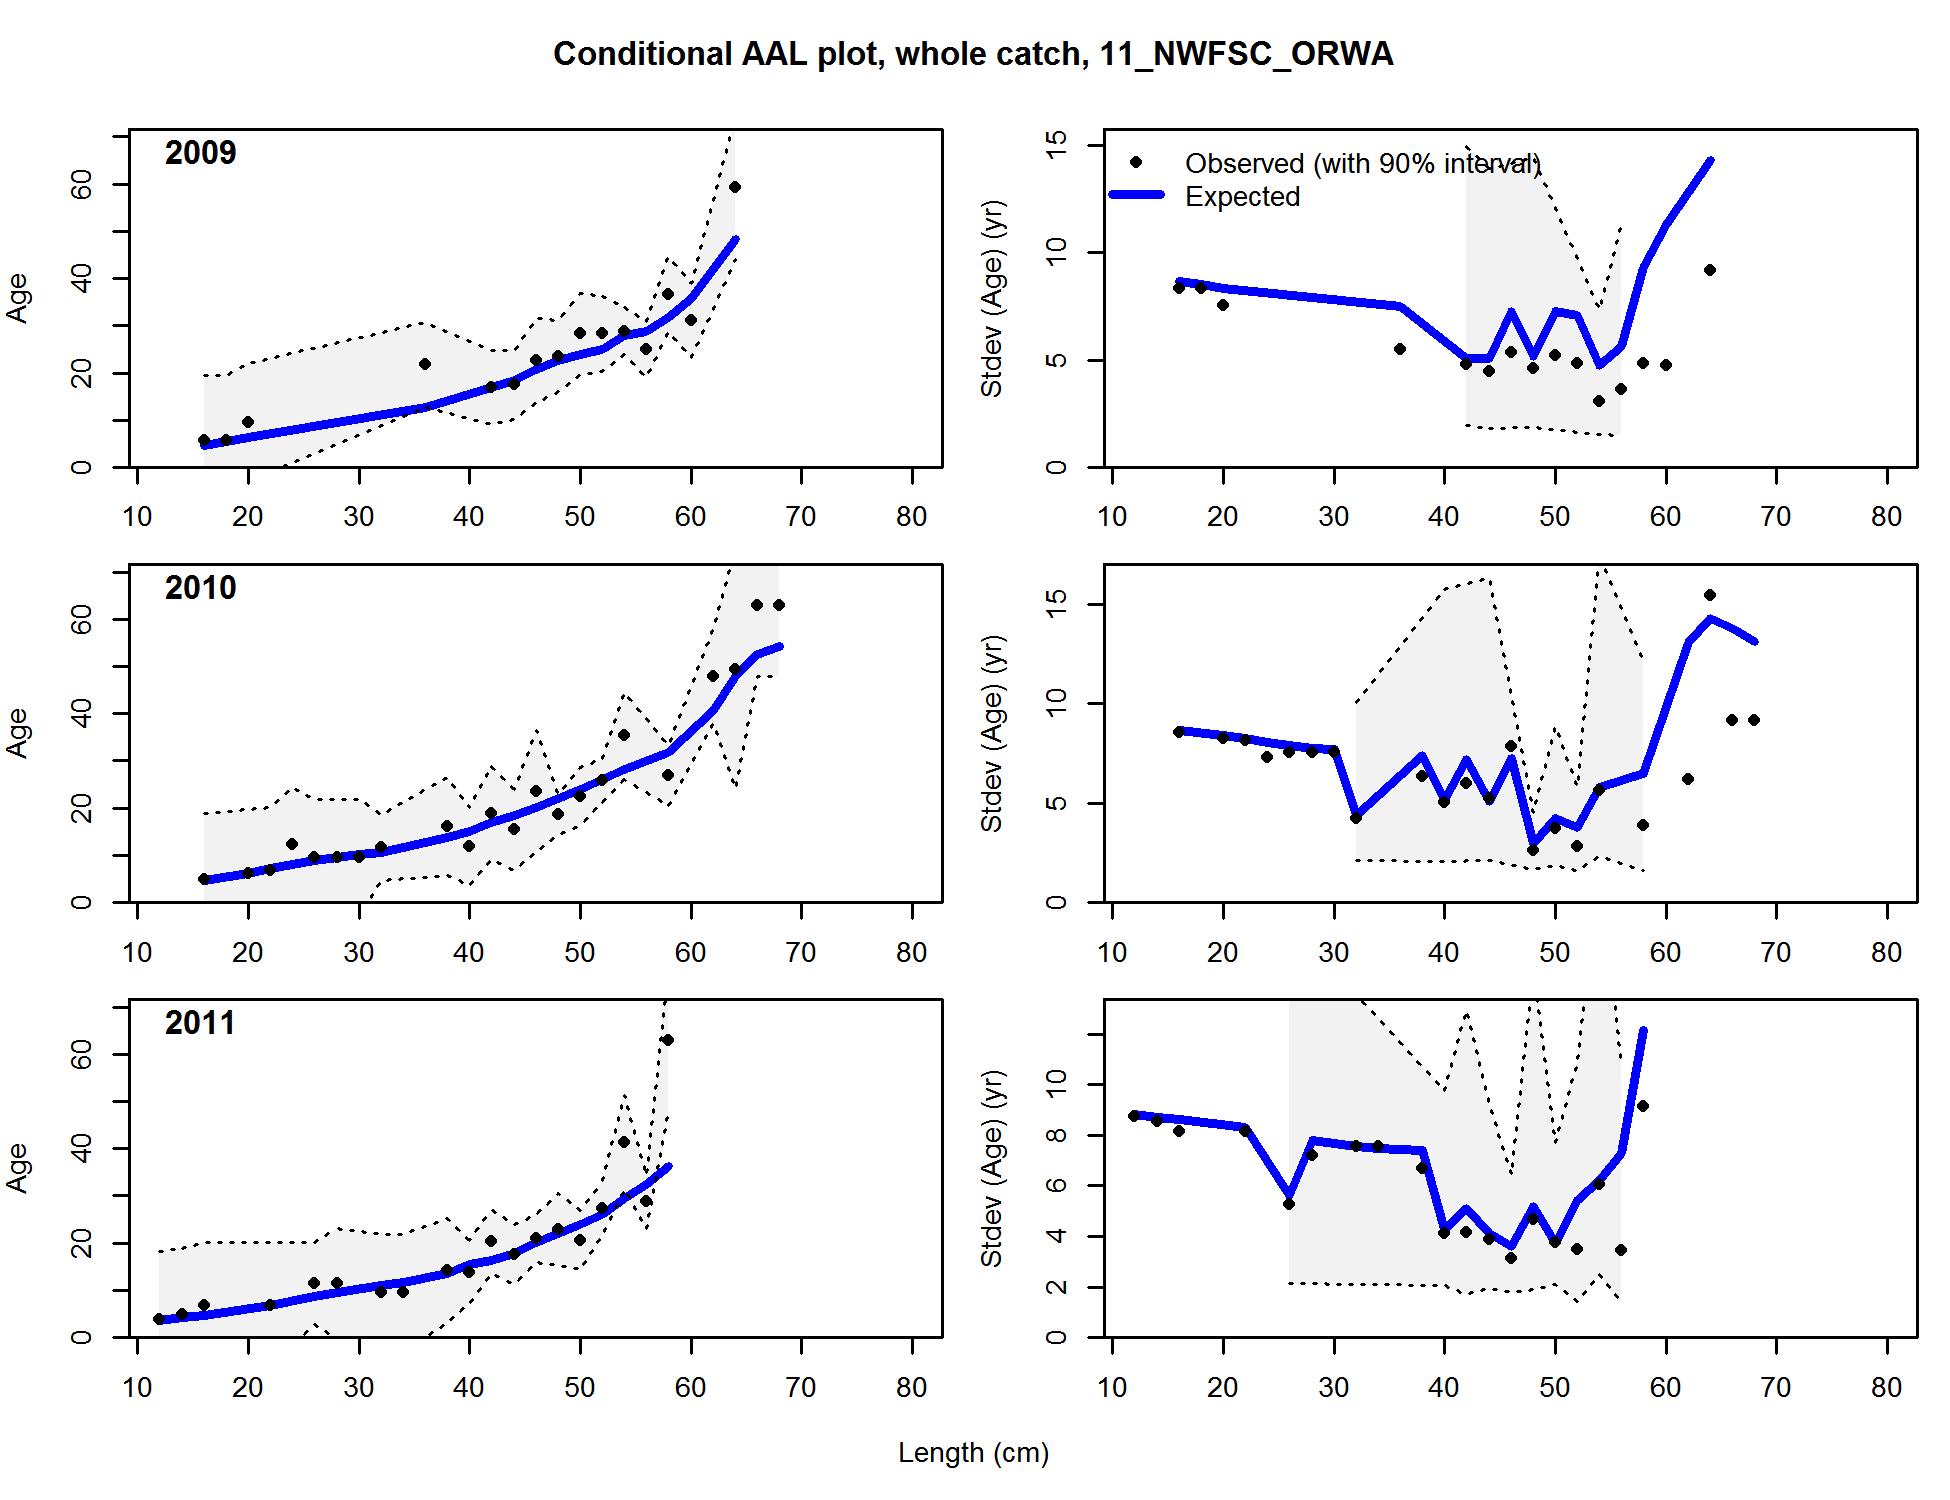 Conditional AAL plot, whole catch, 11_NWFSC_ORWA
2009
Age
0 20 40 60
10 20 30 40 50 60 70 80
Observed (with 90% interval)
Expected
Stdev (Age) (yr)
0 5 10 15
10 20 30 40 50 60 70 80
2010
Age
0 20 40 60
10 20 30 40 50 60 70 80
Stdev (Age) (yr)
0 5 10 15
10 20 30 40 50 60 70 80
2011
Age
0 20 40 60
10 20 30 40 50 60 70 80
Stdev (Age) (yr)
0 2 4 6 8 10
10 20 30 40 50 60 70 80
Length (cm)